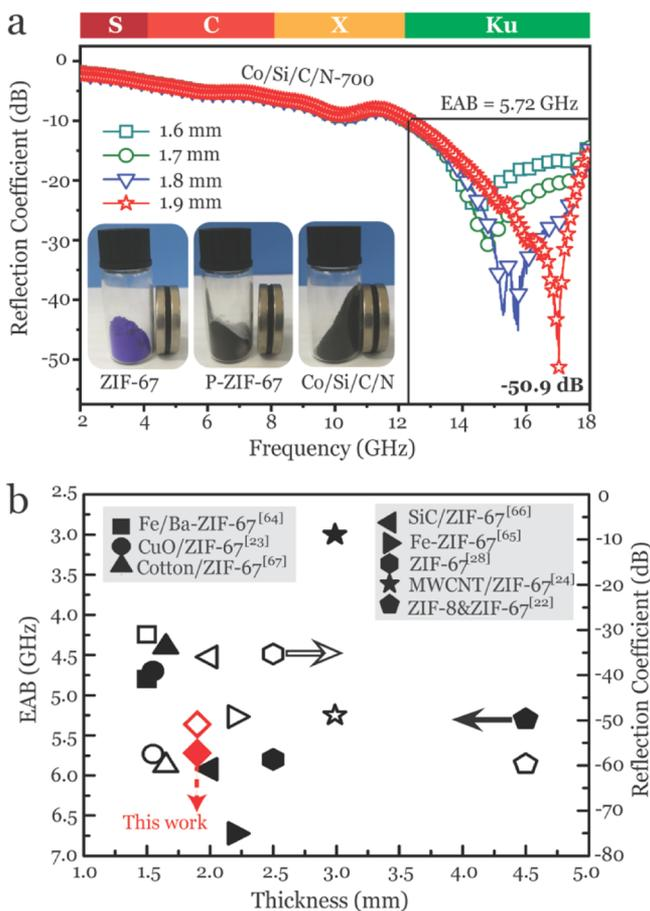 a
S C X Ku
Co/Si/C/N-700
EAB = 5.72 GHz
1.6 mm
1.7 mm
1.8 mm
1.9 mm
ZIF-67 P-ZIF-67 Co/Si/C/N
-50.9 dB
0
-10
-20
-30
-40
-50
Reflection Coefficient (dB)
2 4 6 8 10 12 14 16 18
Frequency (GHz)
b
Fe/Ba-ZIF-67[64]
CuO/ZIF-67[23]
Cotton/ZIF-67[67]
SiC/ZIF-67[66]
Fe-ZIF-67[65]
ZIF-67[28]
MWCNT/ZIF-67[24]
ZIF-8&ZIF-67[22]
This work
2.5
3.0
3.5
4.0
4.5
5.0
5.5
6.0
6.5
7.0
EAB (GHz)
0
-10
-20
-30
-40
-50
-60
-70
-80
Reflection Coefficient (dB)
1.0 1.5 2.0 2.5 3.0 3.5 4.0 4.5 5.0
Thickness (mm)